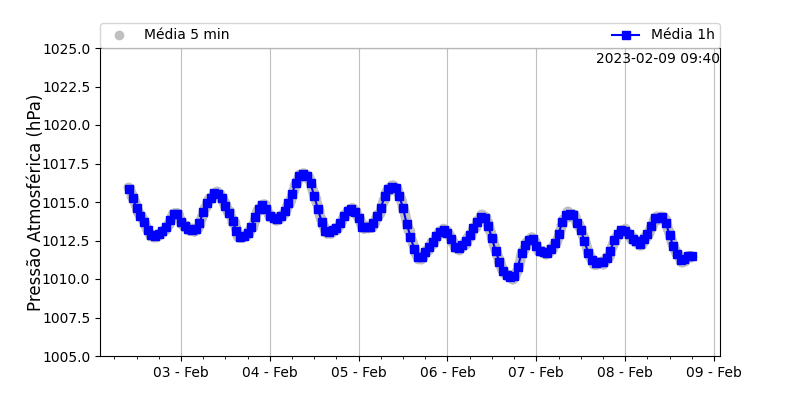 Média 5 min
Média 1h
2023-02-09 09:40
Pressão Atmosférica (hPa)
1025.0
1022.5
1020.0
1017.5
1015.0
1012.5
1010.0
1007.5
1005.0
03 - Feb
04 - Feb
05 - Feb
06 - Feb
07 - Feb
08 - Feb
09 - Feb